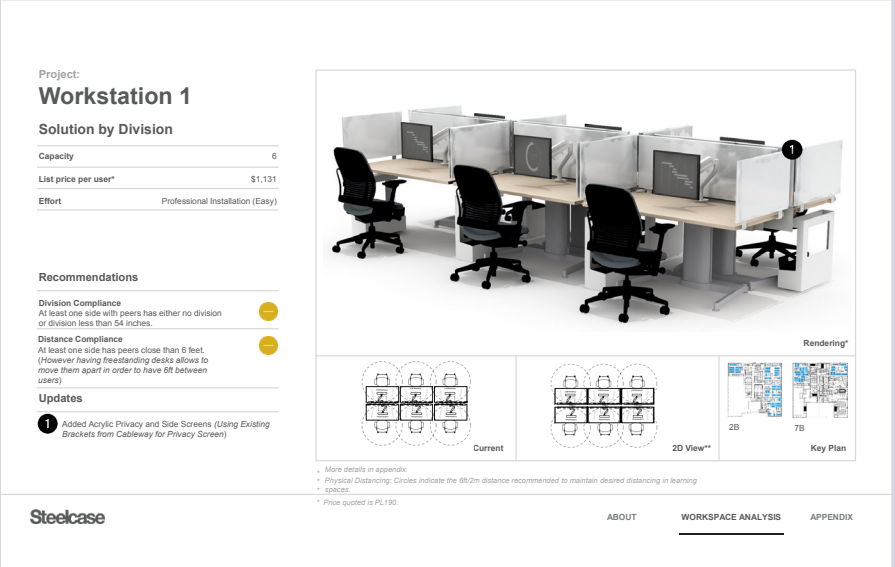 Project:
Workstation 1
Solution by Division
Capacity 6
List price per user* $1,131
Effort Professional Installation (Easy)
Recommendations
Division Compliance
At least one side with peers has either no division
or division less than 54 inches.
Distance Compliance
At least one side has peers close than 6 feet.
(However having freestanding desks allows to
move them apart in order to have 6ft between
users)
Updates
1 Added Acrylic Privacy and Side Screens (Using Existing
Brackets from Cableway for Privacy Screen)
1
Rendering*
Current
2D View**
2B
7B
Key Plan
* More details in appendix.
* Physical Distancing: Circles indicate the 6ft/2m distance recommended to maintain desired distancing in learning
* spaces.
* Price quoted is PL190.
Steelcase
ABOUT
WORKSPACE ANALYSIS
APPENDIX